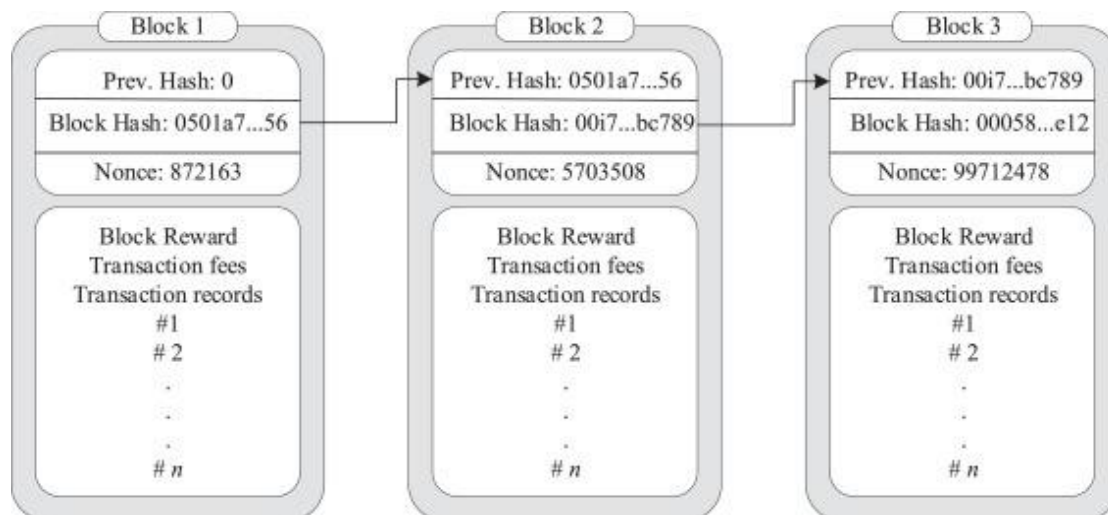 Block 1
Prev. Hash: 0
Block Hash: 0501a7...56
Nonce: 872163
Block Reward
Transaction fees
Transaction records
#1
# 2
.
.
.
# n
Block 2
Prev. Hash: 0501a7...56
Block Hash: 00i7...bc789
Nonce: 5703508
Block Reward
Transaction fees
Transaction records
#1
# 2
.
.
.
# n
Block 3
Prev. Hash: 00i7...bc789
Block Hash: 00058...e12
Nonce: 99712478
Block Reward
Transaction fees
Transaction records
#1
# 2
.
.
.
# n